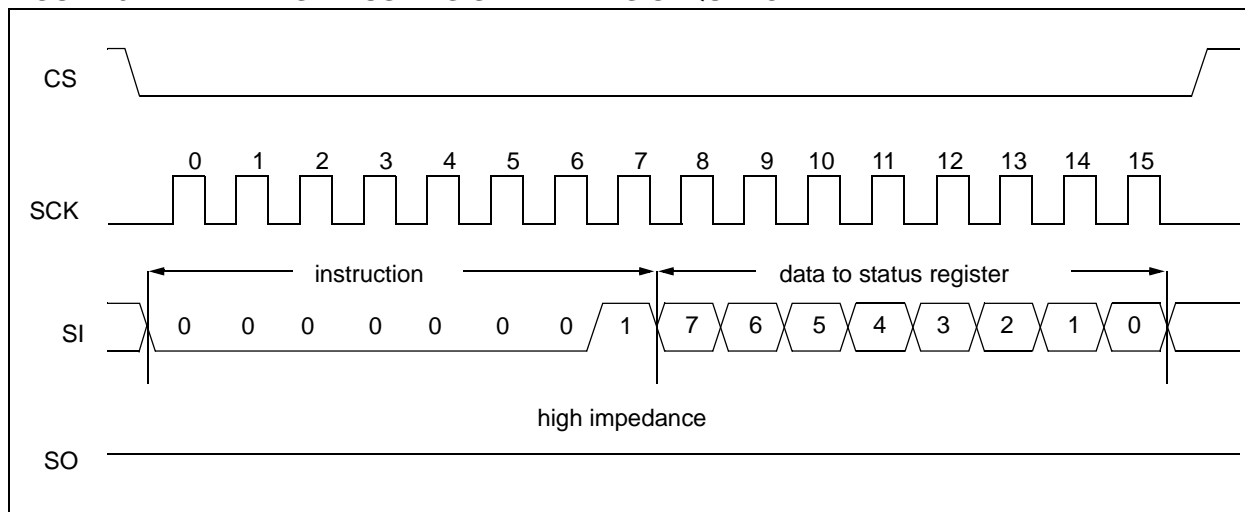 CS
0 1 2 3 4 5 6 7 8 9 10 11 12 13 14 15
SCK
instruction data to status register
SI 0 0 0 0 0 0 0 1 7 6 5 4 3 2 1 0
high impedance
SO